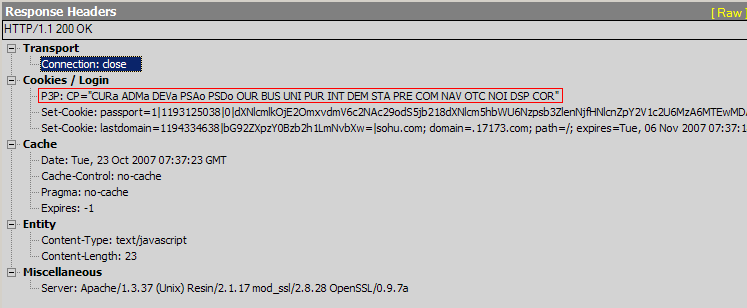 Response Headers [ Raw ]
HTTP/1.1 200 OK
Transport
Connection: close
Cookies / Login
P3P: CP="CURa ADMa DEVa PSAo PSDo OUR BUS UNI PUR INT DEM STA PRE COM NAV OTC NOI DSP COR"
Set-Cookie: passport=1|1193125038|0|dXNlcmlkOjE2OmxvdmV6c2NAc29odS5jb218dXNlcm5hbWU6Nzpsb3ZlenNjfHNlcnZpY2V1c2U6MzA6MTEwMDA
Set-Cookie: lastdomain=1194334638|bG92ZXpzY0Bzb2h1LmNvbXw=|sohu.com; domain=.17173.com; path=/; expires=Tue, 06 Nov 2007 07:37:1
Cache
Date: Tue, 23 Oct 2007 07:37:23 GMT
Cache-Control: no-cache
Pragma: no-cache
Expires: -1
Entity
Content-Type: text/javascript
Content-Length: 23
Miscellaneous
Server: Apache/1.3.37 (Unix) Resin/2.1.17 mod_ssl/2.8.28 OpenSSL/0.9.7a